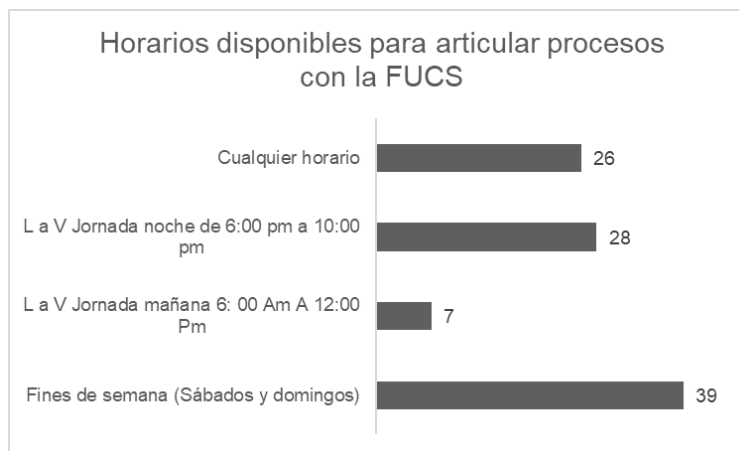 Horarios disponibles para articular procesos
con la FUCS
Cualquier horario
26
L a V Jornada noche de 6:00 pm a 10:00
pm
28
L a V Jornada mañana 6: 00 Am A 12:00
Pm
7
Fines de semana (Sábados y domingos)
39